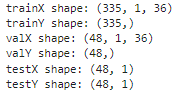 trainX shape: (335, 1, 36)
trainY shape: (335,)
valX shape: (48, 1, 36)
valY shape: (48,)
testX shape: (48, 1)
testY shape: (48, 1)